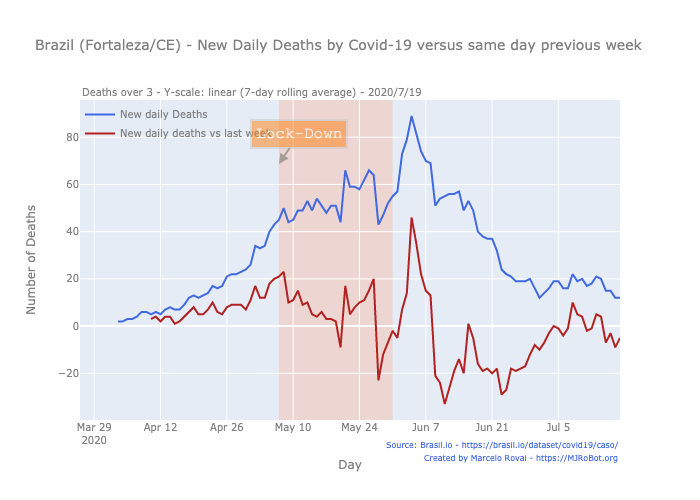 Brazil (Fortaleza/CE) - New Daily Deaths by Covid-19 versus same day previous week
Deaths over 3 - Y-scale: linear (7-day rolling average) - 2020/7/19
New daily Deaths
New daily deaths vs last week
Lock-Down
80
60
40
20
0
−20
Number of Deaths
Mar 29 Apr 12 Apr 26 May 10 May 24 Jun 7 Jun 21 Jul 5
2020
Day
Source: Brasil.io - https://brasil.io/dataset/covid19/caso/
Created by Marcelo Rovai - https://MJRoBot.org